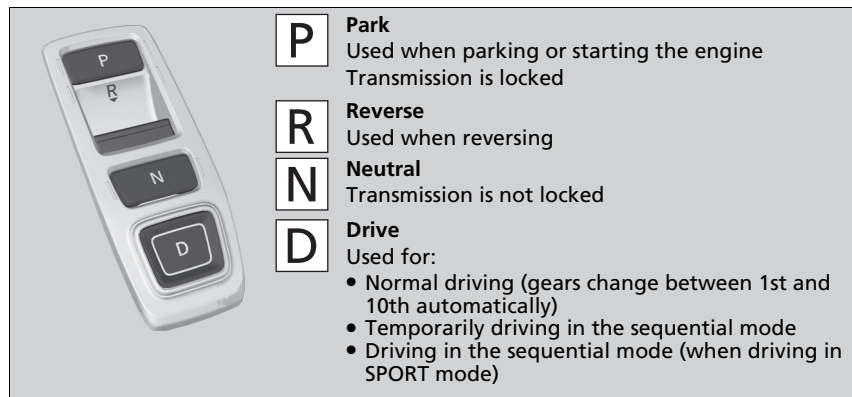 P
R
N
D
P
Park
Used when parking or starting the engine
Transmission is locked
R
Reverse
Used when reversing
N
Neutral
Transmission is not locked
D
Drive
Used for:
• Normal driving (gears change between 1st and
10th automatically)
• Temporarily driving in the sequential mode
• Driving in the sequential mode (when driving in
SPORT mode)